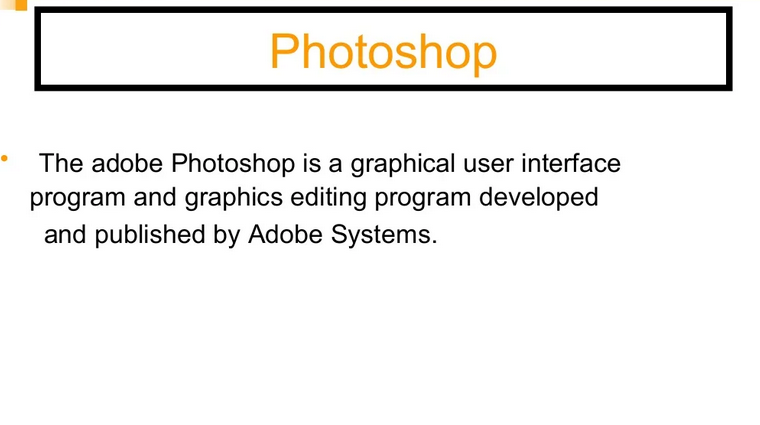 Photoshop
• The adobe Photoshop is a graphical user interface
program and graphics editing program developed
and published by Adobe Systems.